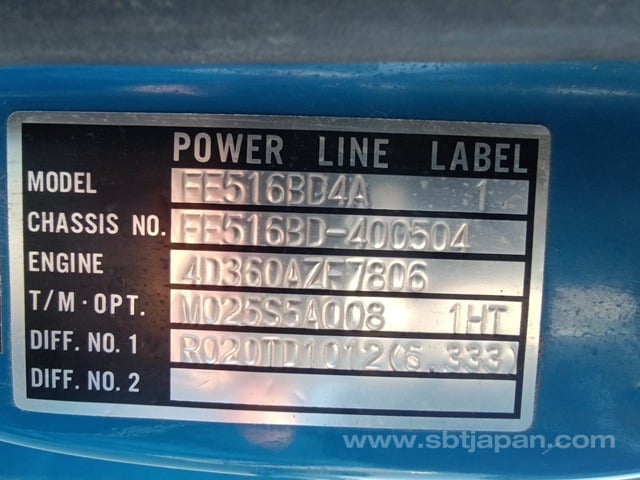 POWER LINE LABEL
MODEL FE516BD4A 1
CHASSIS NO. FE516BD-400504
ENGINE 4D360AZF7806
T/M·OPT. M025S5A008 1HT
DIFF. NO. 1 R020TD1012(6.333)
DIFF. NO. 2
www.sbtjapan.com